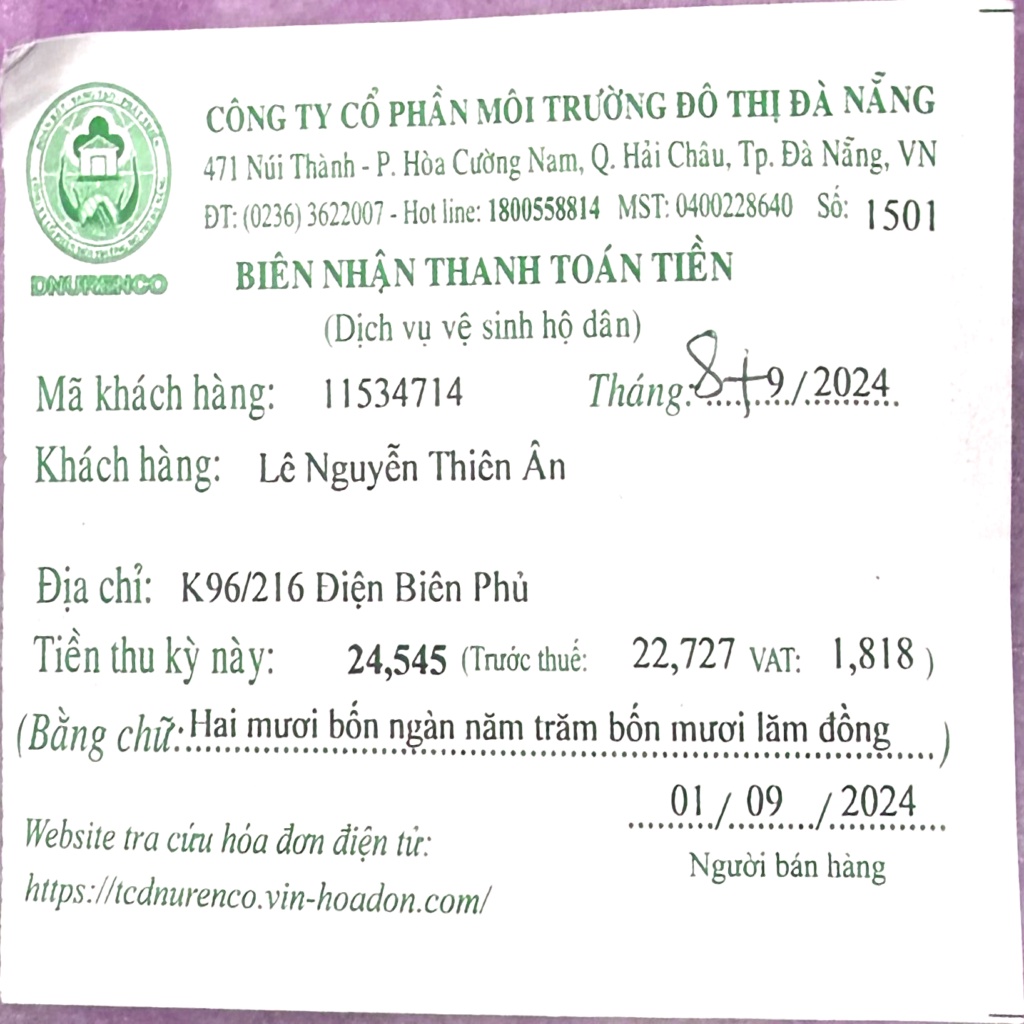 CÔNG TY CỔ PHẦN MÔI TRƯỜNG ĐÔ THỊ ĐÀ NẴNG
471 Núi Thành - P. Hòa Cường Nam, Q. Hải Châu, Tp. Đà Nẵng, VN
ĐT: (0236) 3622007 - Hot line: 1800558814 MST: 0400228640 Số: 1501
DNURENCO
BIÊN NHẬN THANH TOÁN TIỀN
(Dịch vụ vệ sinh hộ dân)
Mã khách hàng: 11534714 Tháng: 8+9/2024
Khách hàng: Lê Nguyễn Thiên Ân
Địa chỉ: K96/216 Điện Biên Phủ
Tiền thu kỳ này: 24,545 (Trước thuế: 22,727 VAT: 1,818 )
(Bằng chữ: Hai mươi bốn ngàn năm trăm bốn mươi lăm đồng )
01 / 09 / 2024
Người bán hàng
Website tra cứu hóa đơn điện tử:
https://tcdnurenco.vin-hoadon.com/